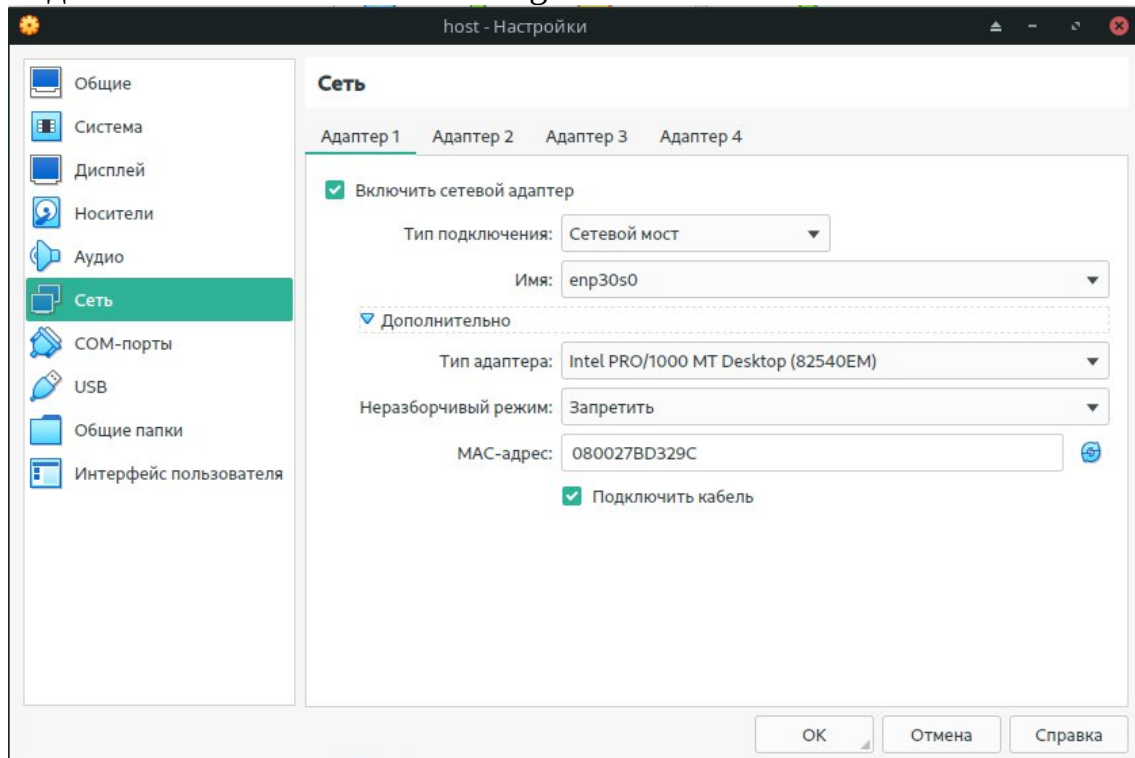 host - Настройки
Общие
Система
Дисплей
Носители
Аудио
Сеть
COM-порты
USB
Общие папки
Интерфейс пользователя
Сеть
Адаптер 1 Адаптер 2 Адаптер 3 Адаптер 4
Включить сетевой адаптер
Тип подключения: Сетевой мост
Имя: enp30s0
Дополнительно
Тип адаптера: Intel PRO/1000 MT Desktop (82540EM)
Неразборчивый режим: Запретить
MAC-адрес: 080027BD329C
Подключить кабель
OK Отмена Справка